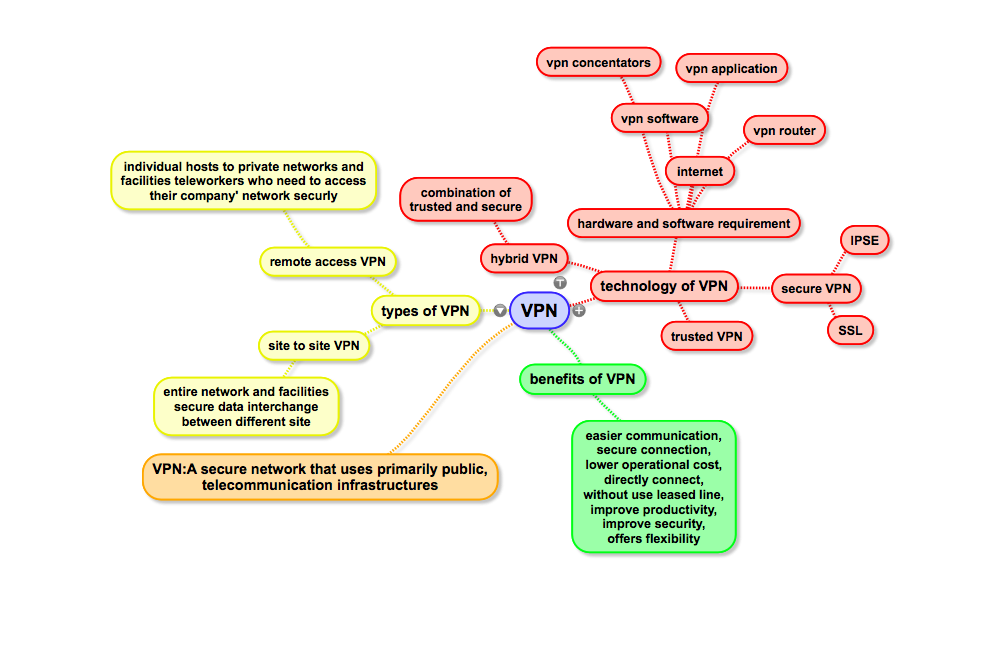 vpn concentators
vpn application
vpn software
vpn router
internet
individual hosts to private networks and
facilities teleworkers who need to access
their company' network securly
combination of
trusted and secure
hardware and software requirement
IPSE
hybrid VPN
remote access VPN
technology of VPN
secure VPN
types of VPN
VPN
SSL
trusted VPN
site to site VPN
benefits of VPN
entire network and facilities
secure data interchange
between different site
easier communication,
secure connection,
lower operational cost,
directly connect,
without use leased line,
improve productivity,
improve security,
offers flexibility
VPN:A secure network that uses primarily public,
telecommunication infrastructures